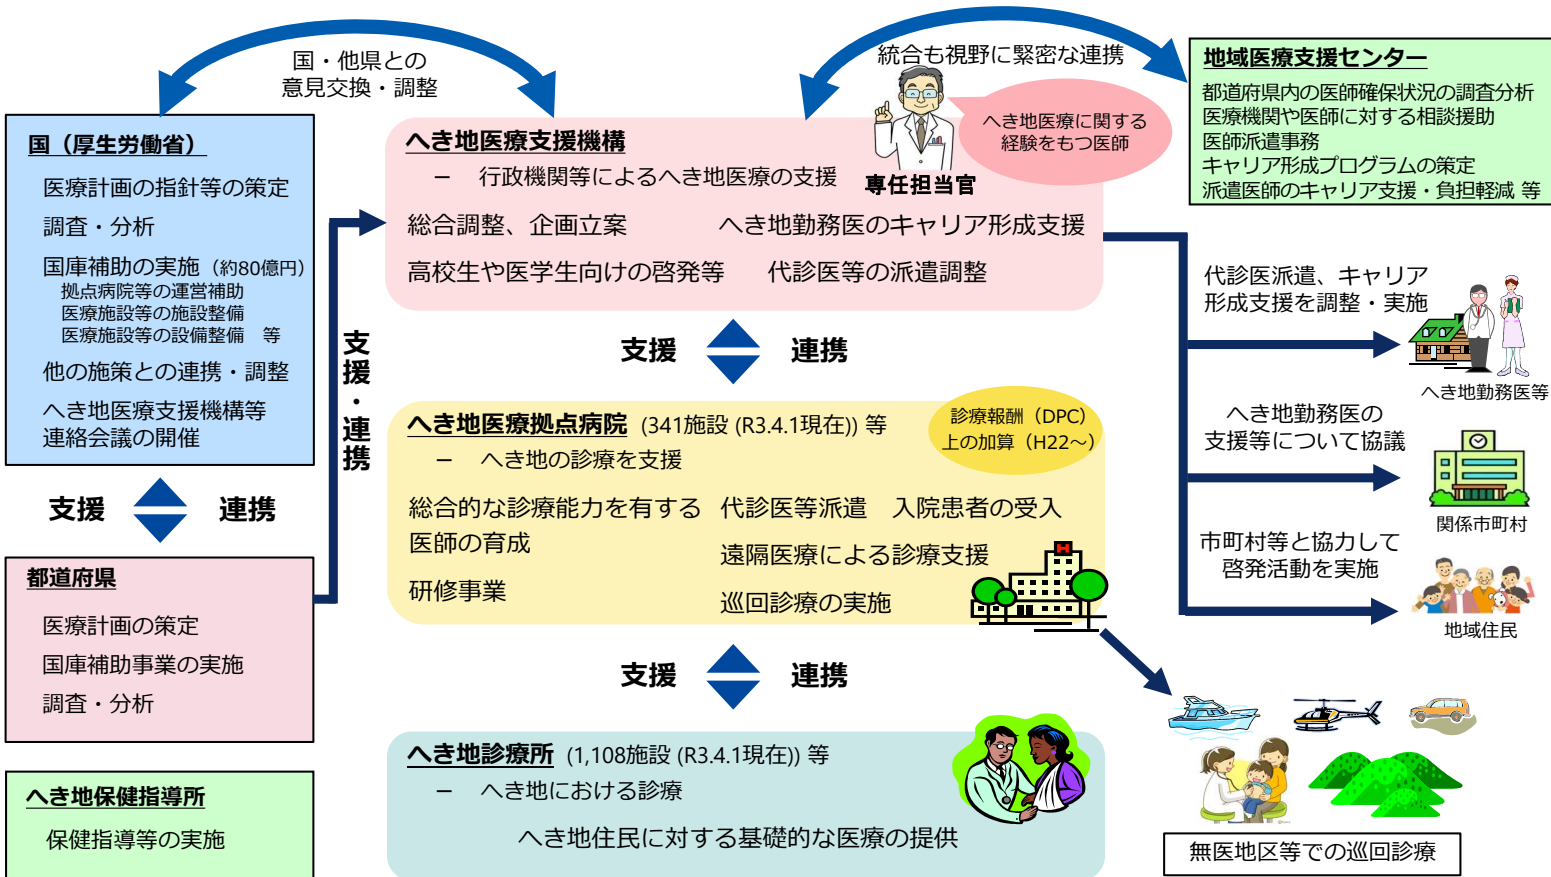 国・他県との
意見交換・調整
統合も視野に緊密な連携
国（厚生労働省）
医療計画の指針等の策定
調査・分析
国庫補助の実施（約80億円）
拠点病院等の運営補助
医療施設等の施設整備
医療施設等の設備整備　等
他の施策との連携・調整
へき地医療支援機構等
連絡会議の開催
支援　連携
都道府県
医療計画の策定
国庫補助事業の実施
調査・分析
へき地保健指導所
保健指導等の実施
支援・連携
へき地医療支援機構
－　行政機関等によるへき地医療の支援
専任担当官
へき地医療に関する
経験をもつ医師
総合調整、企画立案　へき地勤務医のキャリア形成支援
高校生や医学生向けの啓発等　代診医等の派遣調整
支援　連携
へき地医療拠点病院 (341施設 (R3.4.1現在)) 等
－　へき地の診療を支援
診療報酬（DPC）
上の加算（H22～）
総合的な診療能力を有する
医師の育成
研修事業
代診医等派遣　入院患者の受入
遠隔医療による診療支援
巡回診療の実施
H
支援　連携
へき地診療所 (1,108施設 (R3.4.1現在)) 等
－　へき地における診療
へき地住民に対する基礎的な医療の提供
地域医療支援センター
都道府県内の医師確保状況の調査分析
医療機関や医師に対する相談援助
医師派遣事務
キャリア形成プログラムの策定
派遣医師のキャリア支援・負担軽減 等
代診医派遣、キャリア
形成支援を調整・実施
へき地勤務医等
へき地勤務医の
支援等について協議
関係市町村
市町村等と協力して
啓発活動を実施
地域住民
無医地区等での巡回診療